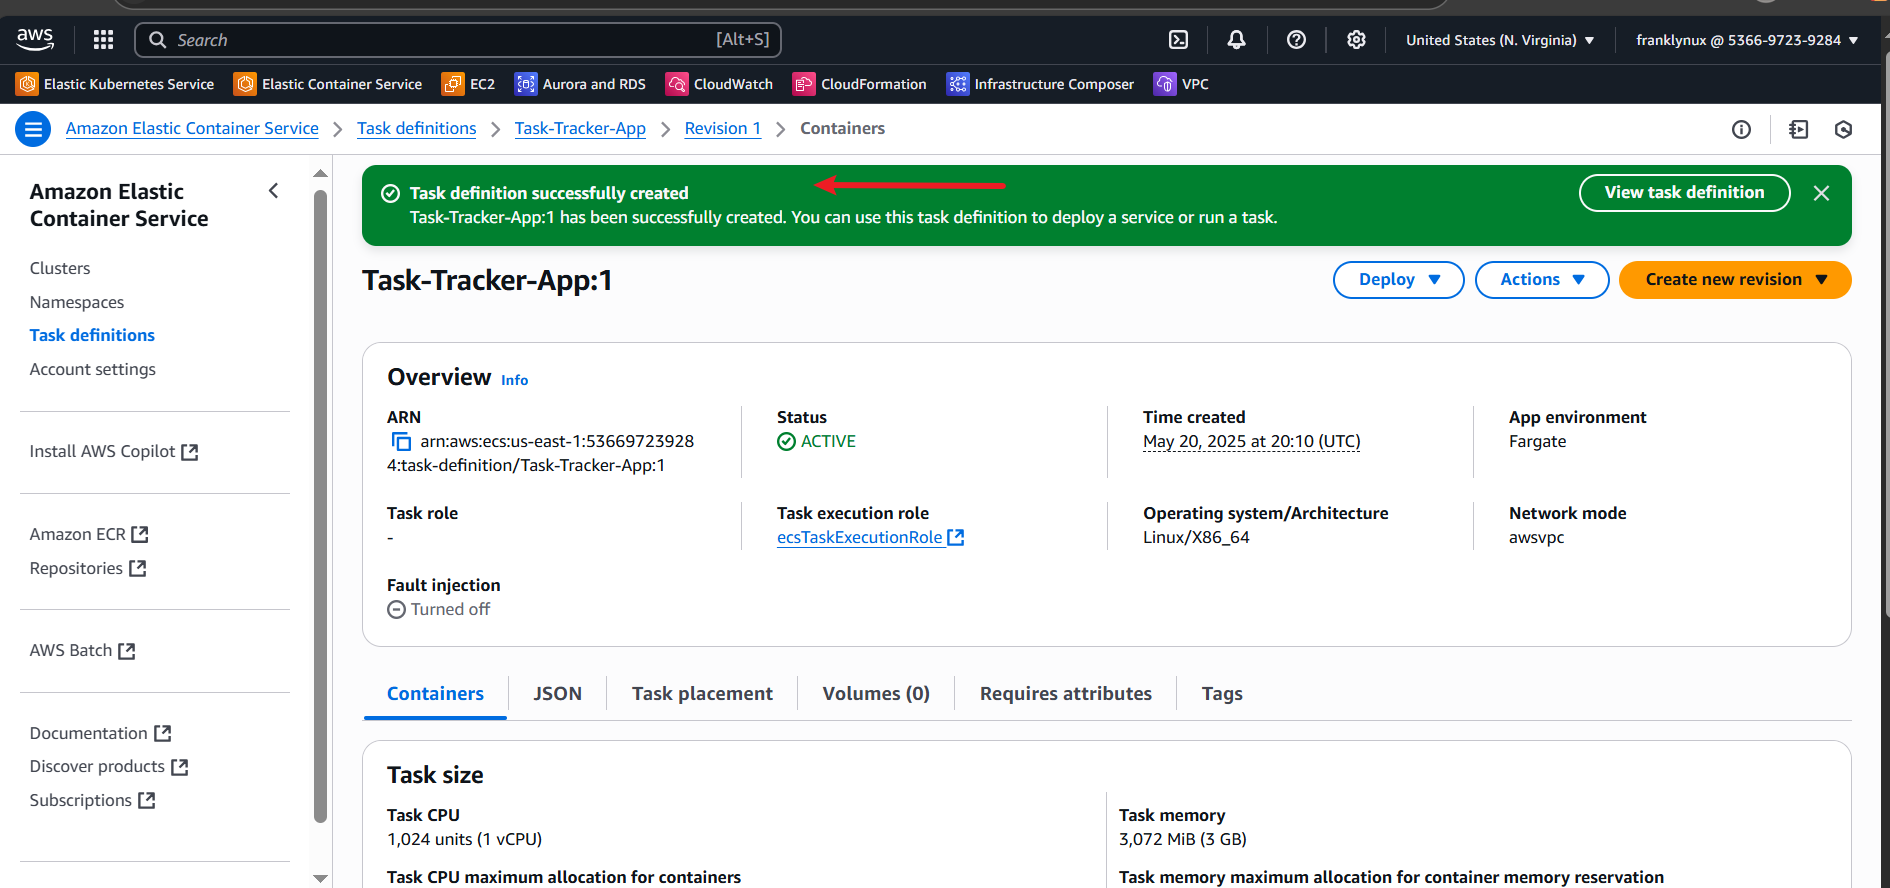 aws
Search [Alt+S]
United States (N. Virginia) franklynux @ 5366-9723-9284
Elastic Kubernetes Service Elastic Container Service EC2 Aurora and RDS CloudWatch CloudFormation Infrastructure Composer VPC
Amazon Elastic Container Service > Task definitions > Task-Tracker-App > Revision 1 > Containers
Amazon Elastic
Container Service
Clusters
Namespaces
Task definitions
Account settings
Install AWS Copilot
Amazon ECR
Repositories
AWS Batch
Documentation
Discover products
Subscriptions
Task definition successfully created
Task-Tracker-App:1 has been successfully created. You can use this task definition to deploy a service or run a task.
View task definition
Task-Tracker-App:1
Deploy Actions Create new revision
Overview Info
ARN
arn:aws:ecs:us-east-1:53669723928
4:task-definition/Task-Tracker-App:1
Status
ACTIVE
Time created
May 20, 2025 at 20:10 (UTC)
App environment
Fargate
Task role
-
Task execution role
ecsTaskExecutionRole
Operating system/Architecture
Linux/X86_64
Network mode
awsvpc
Fault injection
Turned off
Containers JSON Task placement Volumes (0) Requires attributes Tags
Task size
Task CPU
1,024 units (1 vCPU)
Task memory
3,072 MiB (3 GB)
Task CPU maximum allocation for containers
Task memory maximum allocation for container memory reservation